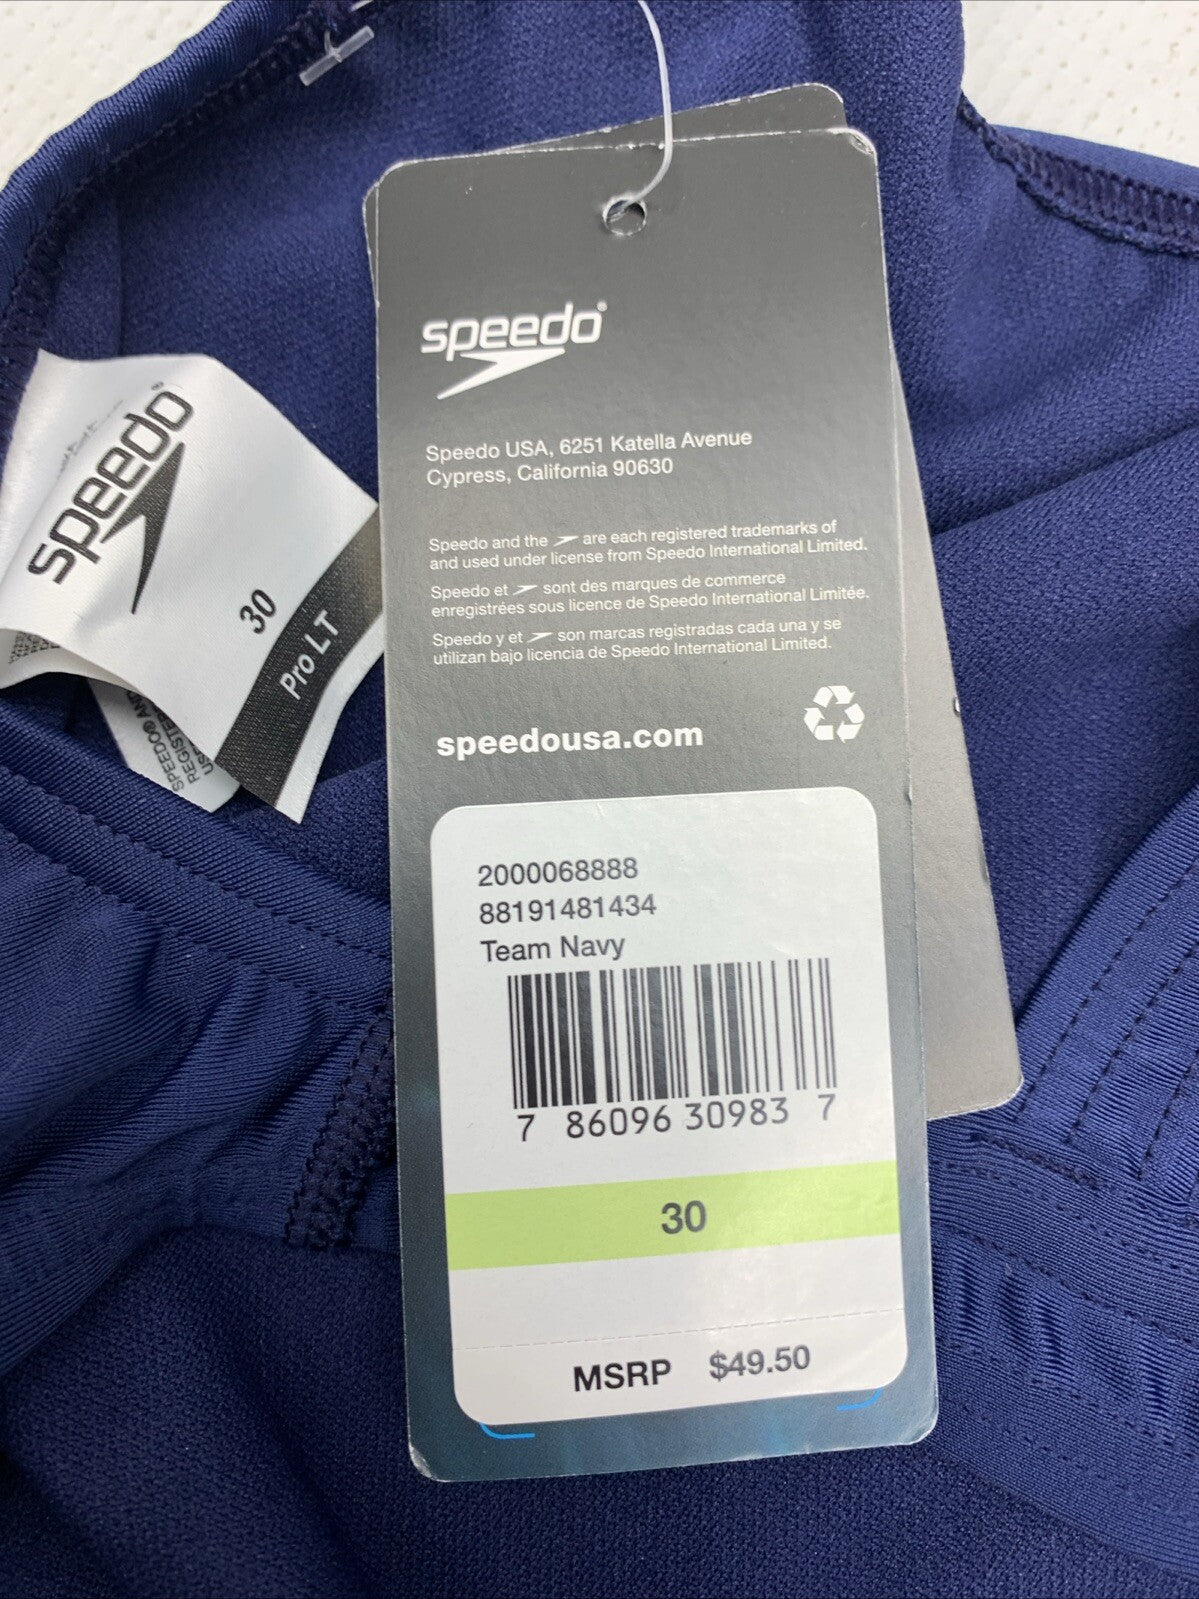 speedo®
Speedo USA, 6251 Katella Avenue
Cypress, California 90630
Speedo and the are each registered trademarks of
and used under license from Speedo International Limited.
Speedo et sont des marques de commerce
enregistrées sous licence de Speedo International Limitée.
Speedo y et son marcas registradas cada una y se
utilizan bajo licencia de Speedo International Limited.
speedousa.com
2000068888
88191481434
Team Navy
7 86096 30983 7
30
MSRP $49.50
speedo®
30
Pro LT
SPEEDO® AND
REGISTER